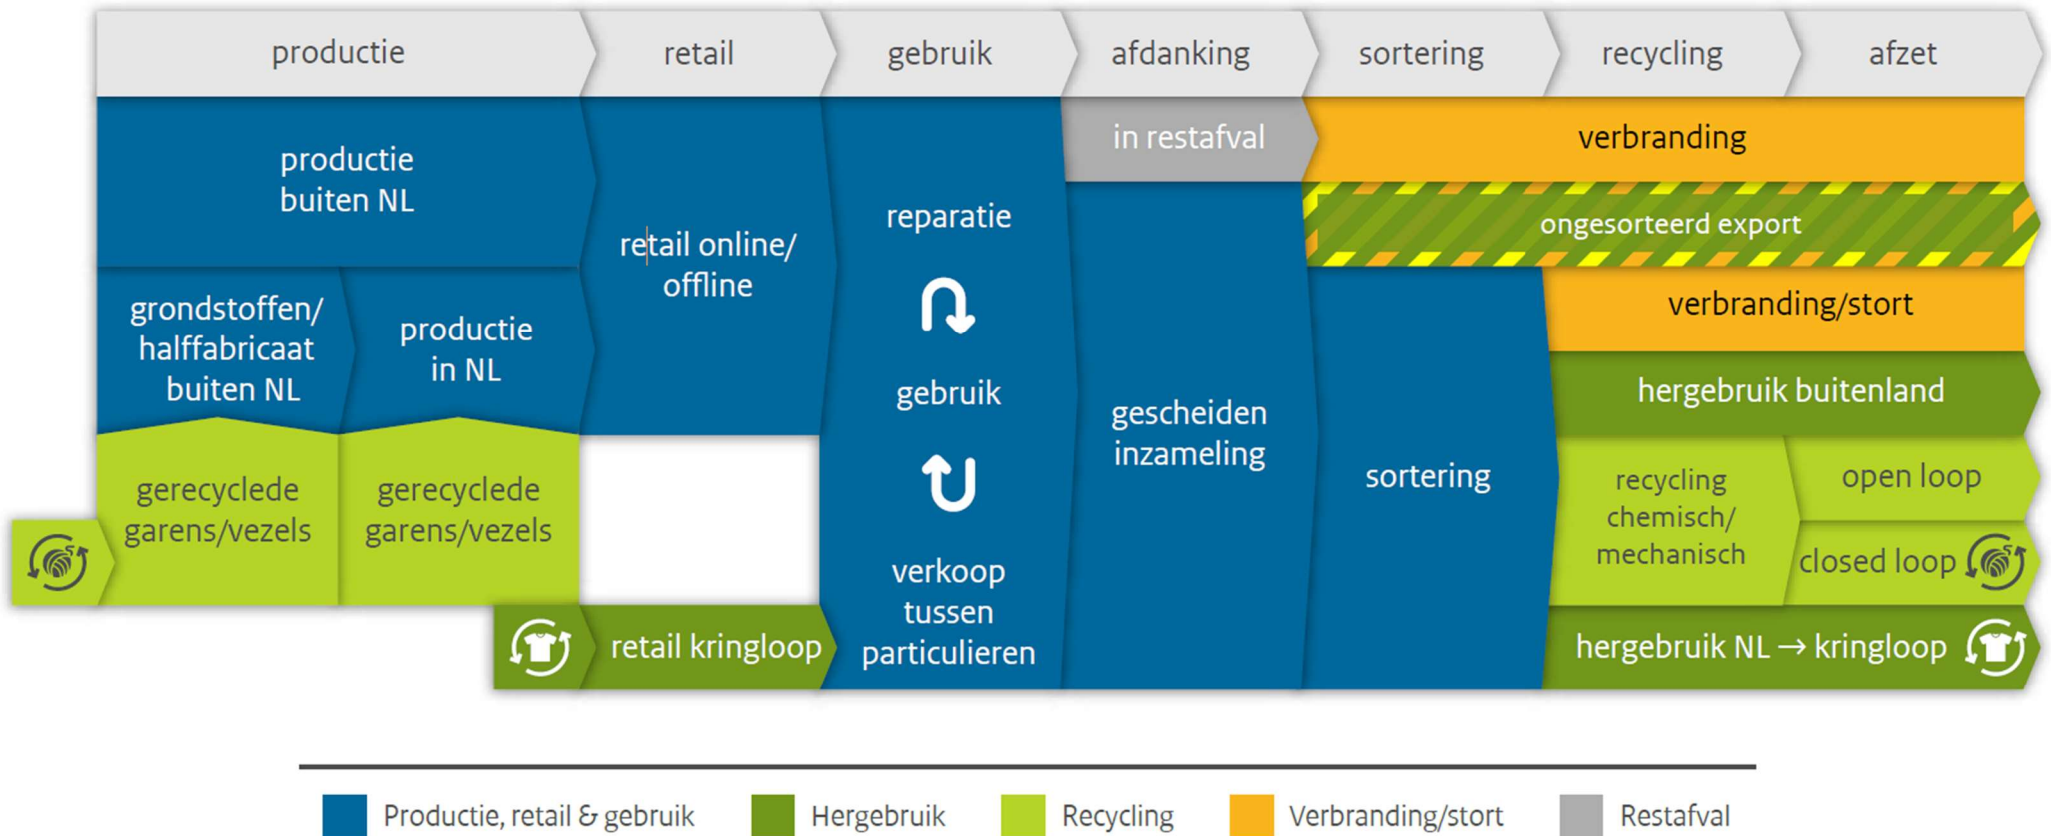 productie
retail
gebruik
afdanking
sortering
recycling
afzet
productie
buiten NL
grondstoffen/
halffabricaat
buiten NL
productie
in NL
gerecyclede
garens/vezels
gerecyclede
garens/vezels
retail online/
offline
retail kringloop
reparatie
gebruik
verkoop
tussen
particulieren
in restafval
gescheiden
inzameling
verbranding
ongesorteerd export
sortering
verbranding/stort
hergebruik buitenland
recycling
chemisch/
mechanisch
open loop
closed loop
hergebruik NL → kringloop
Productie, retail & gebruik
Hergebruik
Recycling
Verbranding/stort
Restafval